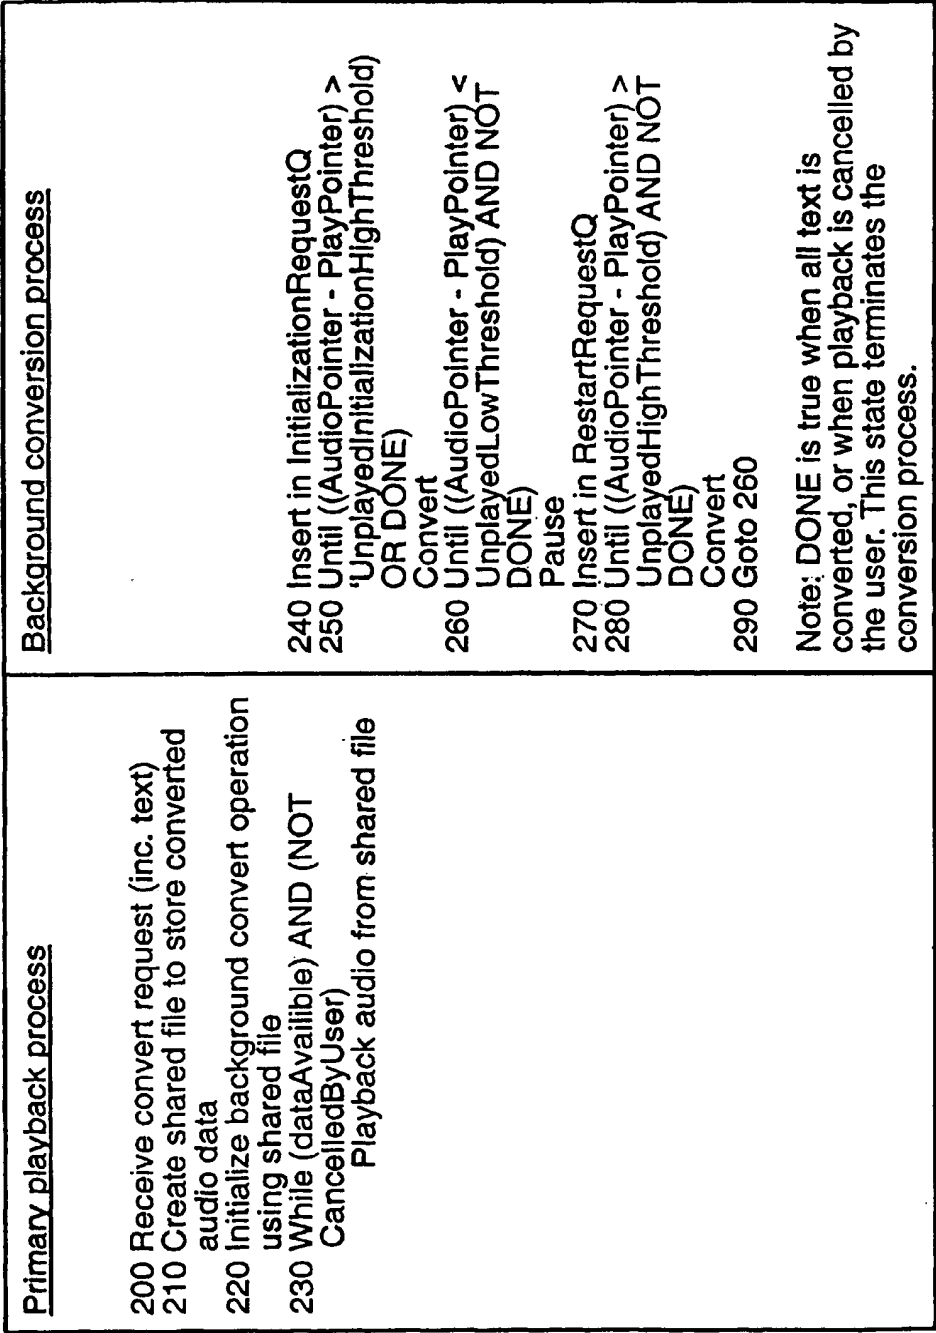 Primary playback process
200 Receive convert request (inc. text)
210 Create shared file to store converted
audio data
220 Initialize background convert operation
using shared file
230 While (dataAvailible) AND (NOT
CancelledByUser)
Playback audio from shared file
Background conversion process
240 Insert in InitializationRequestQ
250 Until ((AudioPointer - PlayPointer) >
'UnplayedInitializationHighThreshold)
OR DONE)
Convert
260 Until ((AudioPointer - PlayPointer) <
UnplayedLowThreshold) AND NOT
DONE)
Pause
270 Insert in RestartRequestQ
280 Until ((AudioPointer - PlayPointer) >
UnplayedHighThreshold) AND NOT
DONE)
Convert
290 Goto 260
Note: DONE is true when all text is
converted, or when playback is cancelled by
the user. This state terminates the
conversion process.